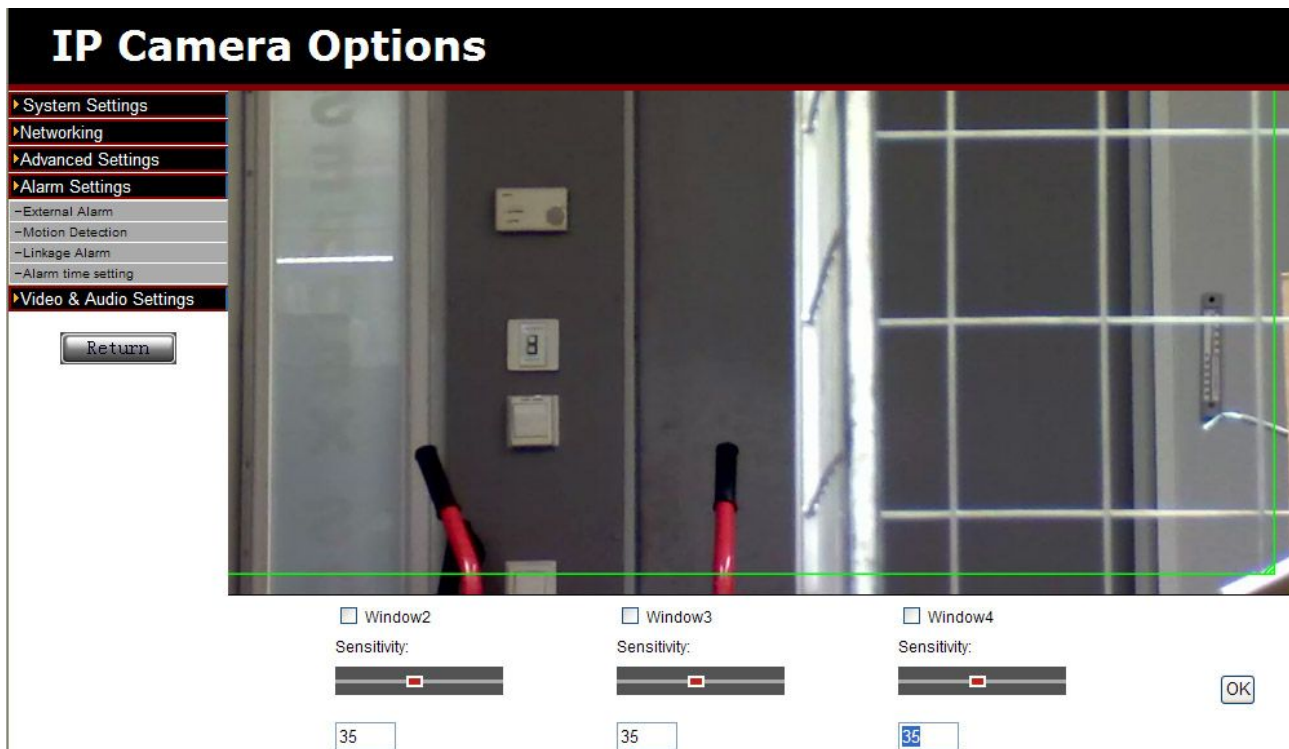 IP Camera Options
System Settings
Networking
Advanced Settings
Alarm Settings
-External Alarm
-Motion Detection
-Linkage Alarm
-Alarm time setting
Video & Audio Settings
Return
Window2 Window3 Window4
Sensitivity: Sensitivity: Sensitivity:
OK
35 35 35